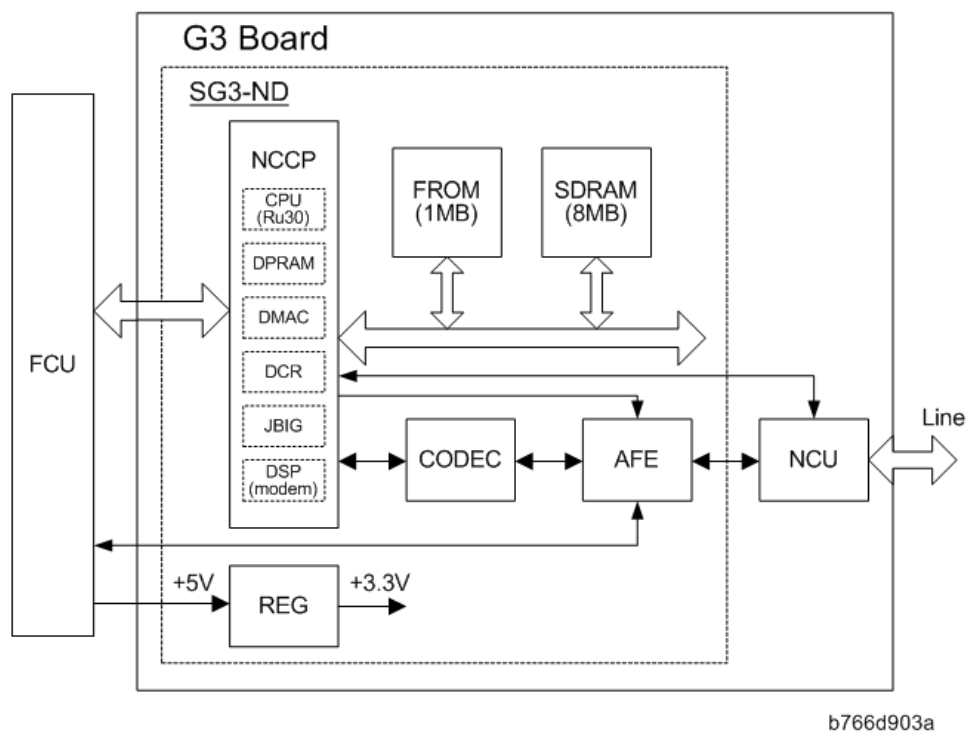 G3 Board
SG3-ND
NCCP
CPU
(Ru30)
DPRAM
DMAC
DCR
JBIG
DSP
(modem)
FROM
(1MB)
SDRAM
(8MB)
FCU
CODEC
AFE
NCU
Line
+5V
REG
+3.3V
b766d903a